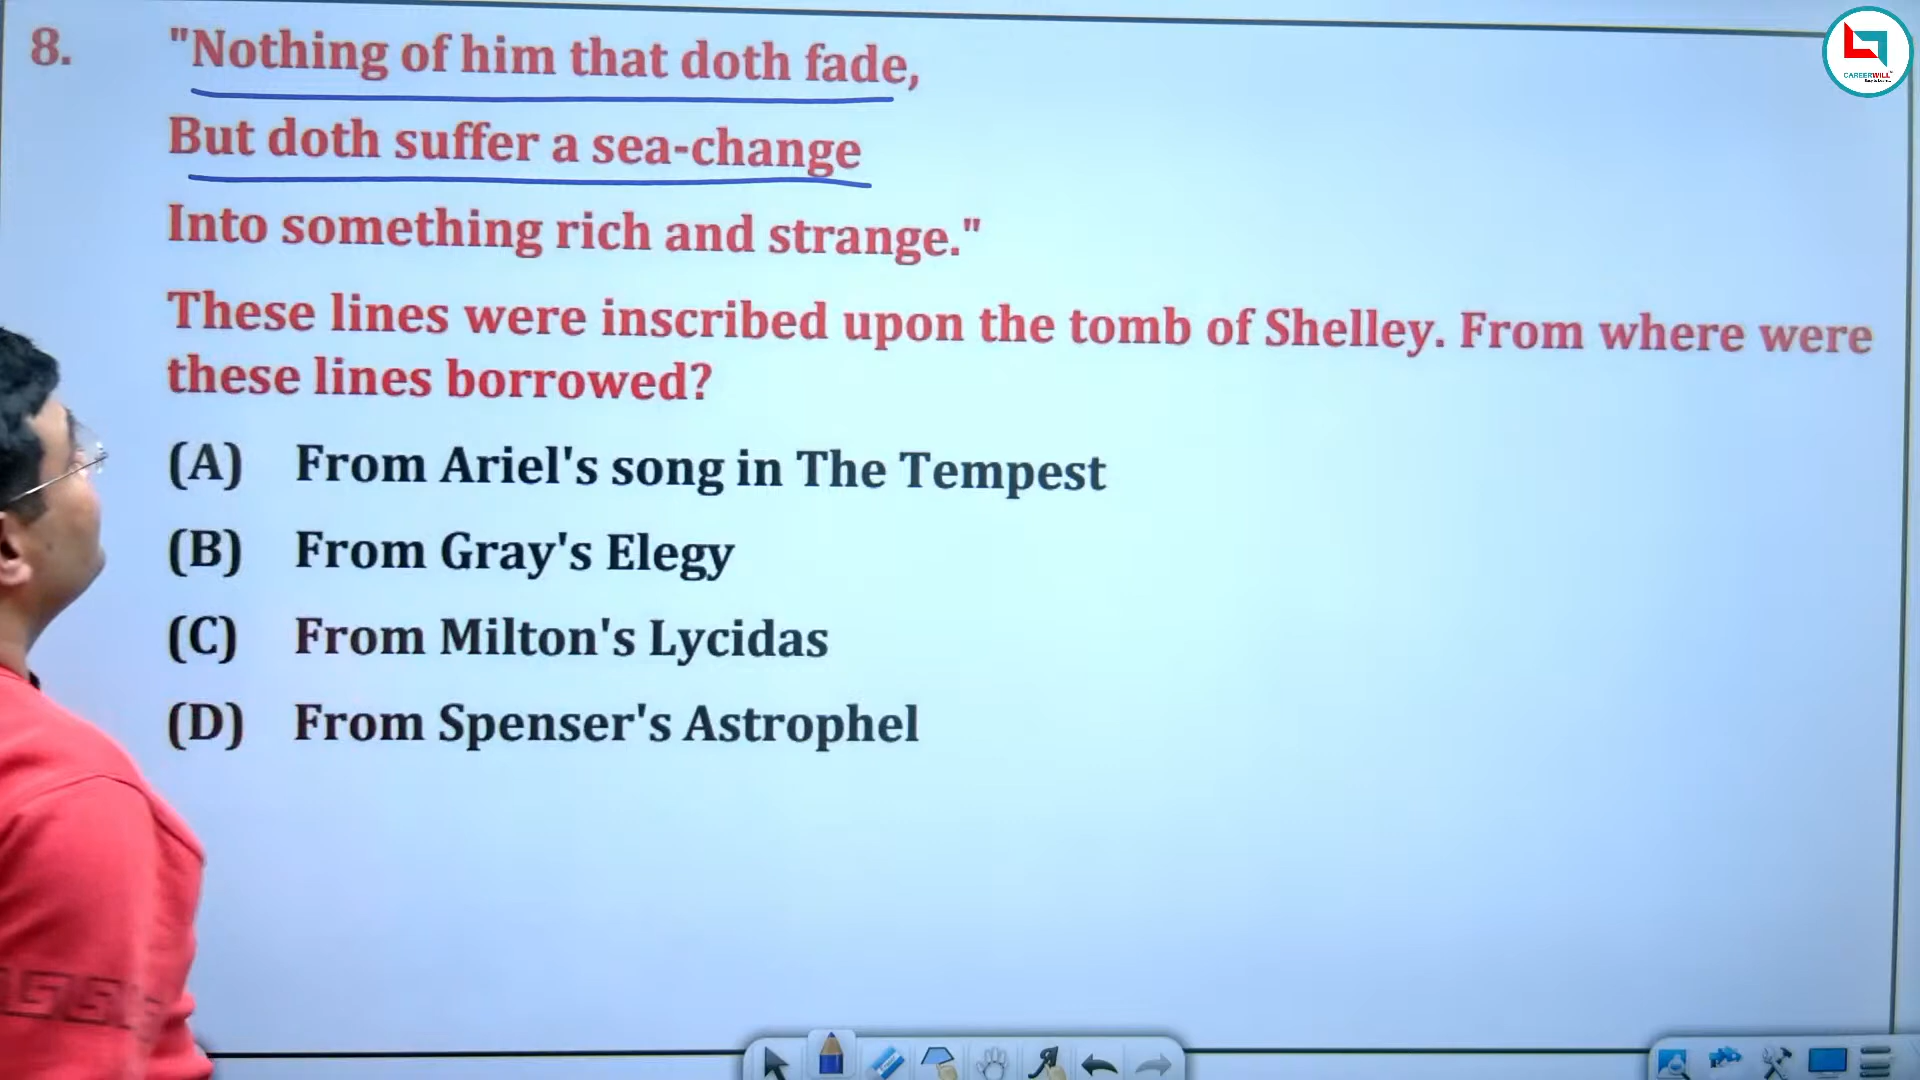 8. "Nothing of him that doth fade,
But doth suffer a sea-change
Into something rich and strange."
These lines were inscribed upon the tomb of Shelley. From where were
these lines borrowed?
(A) From Ariel's song in The Tempest
(B) From Gray's Elegy
(C) From Milton's Lycidas
(D) From Spenser's Astrophel
CAREERWILL